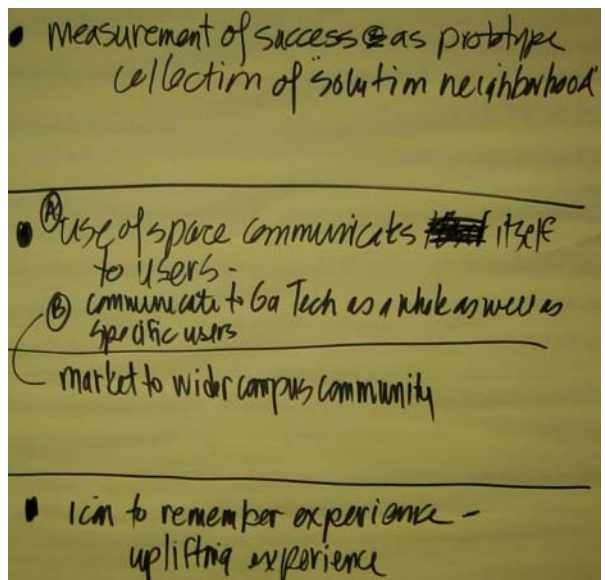 • measurement of success as prototype
collection of "solution neighborhood"
• Ⓐ use of space communicates itself
to users -
Ⓑ communicate to Ga Tech as a whole as well as
specific users
market to wider campus community
• icon to remember experience -
uplifting experience